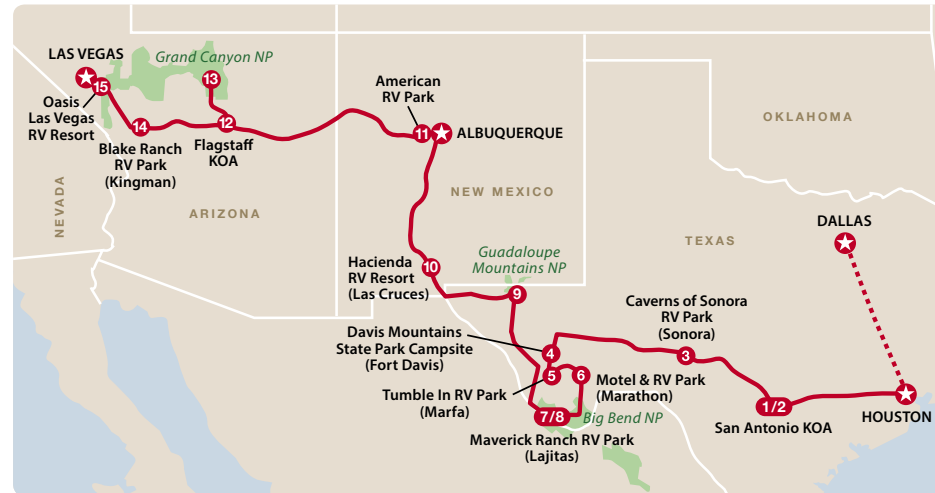 LAS VEGAS
Grand Canyon NP
13
15
Oasis
Las Vegas
RV Resort
14
Blake Ranch
RV Park
(Kingman)
12
Flagstaff
KOA
American
RV Park
11
ALBUQUERQUE
OKLAHOMA
NEVADA
ARIZONA
NEW MEXICO
TEXAS
DALLAS
Hacienda
RV Resort
(Las Cruces)
10
Guadaloupe
Mountains NP
9
Caverns of Sonora
RV Park
(Sonora)
3
Davis Mountains
State Park Campsite
(Fort Davis)
4
5
6
Tumble In RV Park
(Marfa)
Motel & RV Park
(Marathon)
7/8
Big Bend NP
Maverick Ranch RV Park
(Lajitas)
1/2
San Antonio KOA
HOUSTON